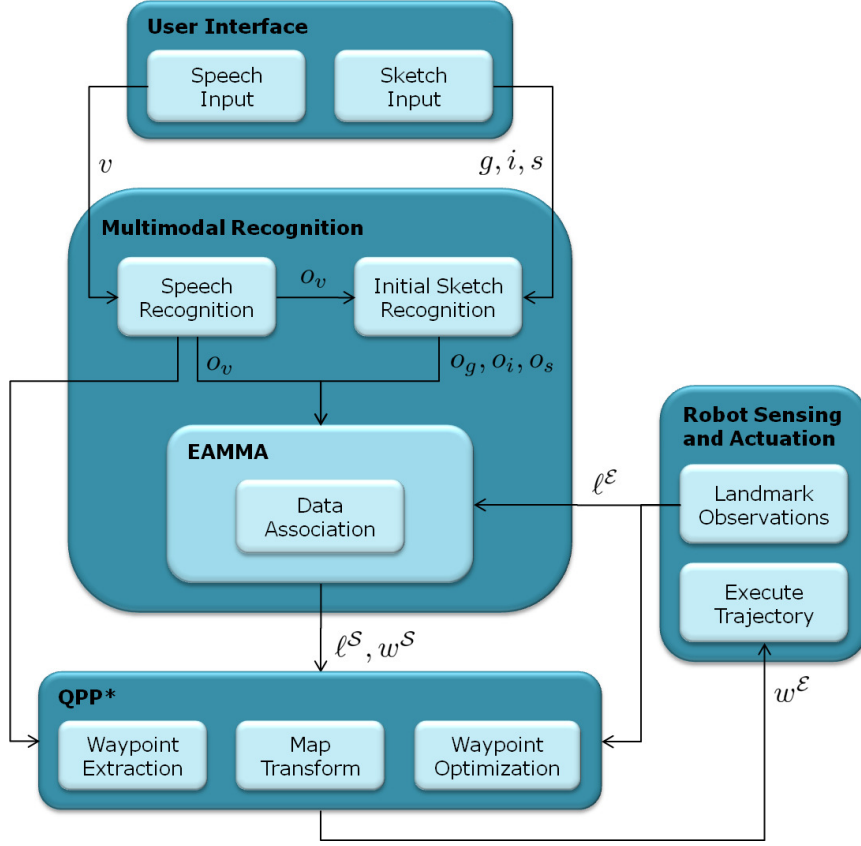 User Interface
Speech
Input
Sketch
Input
v
g, i, s
Multimodal Recognition
Speech
Recognition
o_v
Initial Sketch
Recognition
o_v
o_g, o_i, o_s
EAMMA
Data
Association
Robot Sensing
and Actuation
ℓ^ℰ
Landmark
Observations
Execute
Trajectory
ℓ^𝒮, w^𝒮
w^ℰ
QPP*
Waypoint
Extraction
Map
Transform
Waypoint
Optimization